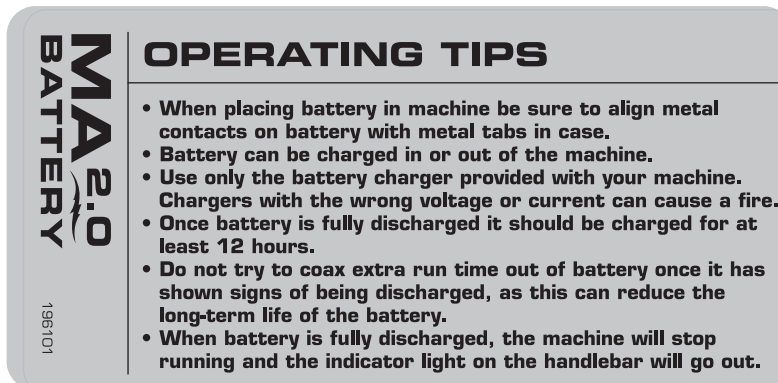 MA 2.0
BATTERY
196101
OPERATING TIPS
• When placing battery in machine be sure to align metal
contacts on battery with metal tabs in case.
• Battery can be charged in or out of the machine.
• Use only the battery charger provided with your machine.
Chargers with the wrong voltage or current can cause a fire.
• Once battery is fully discharged it should be charged for at
least 12 hours.
• Do not try to coax extra run time out of battery once it has
shown signs of being discharged, as this can reduce the
long-term life of the battery.
• When battery is fully discharged, the machine will stop
running and the indicator light on the handlebar will go out.